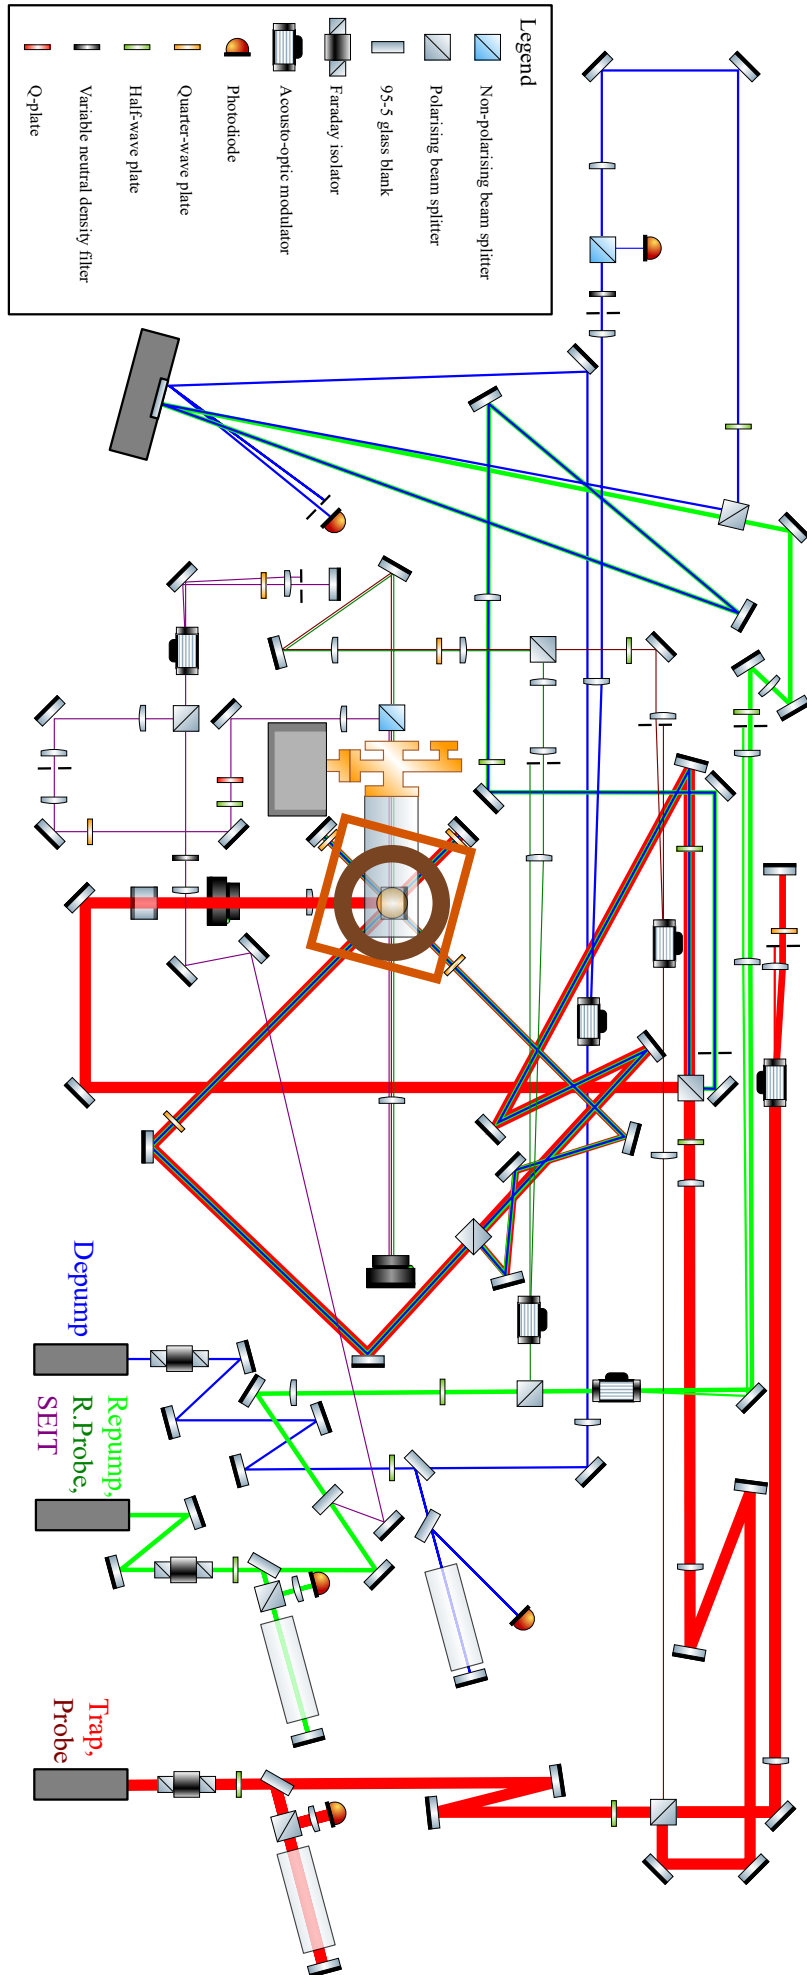 Legend
Non-polarising beam splitter
Polarising beam splitter
95-5 glass blank
Faraday isolator
Acousto-optic
modulator
Photodiode
Quarter-wave plate
Half-wave plate
Variable neutral density filter
Q-plate
Depump
Repump,
R.Probe,
SEIT
Trap,
Probe